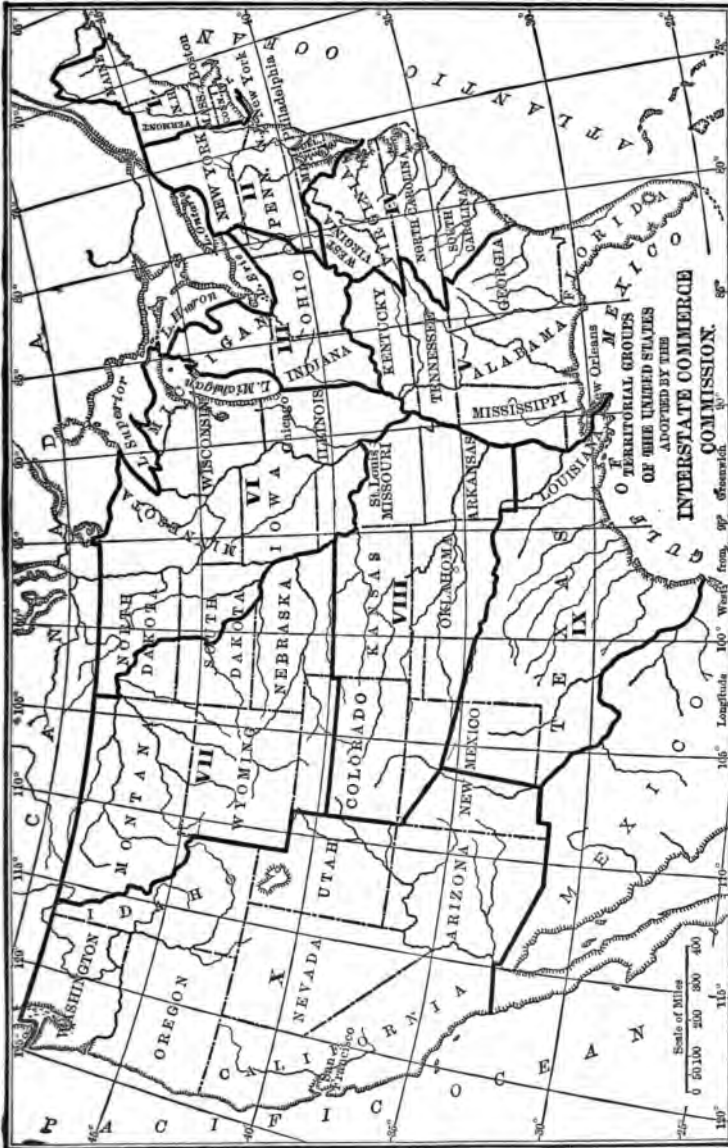 TERRITORIAL GROUPS
OF THE UNITED STATES
ADOPTED BY THE
INTERSTATE COMMERCE
COMMISSION.
CANADA
PACIFIC OCEAN
ATLANTIC OCEAN
GULF OF MEXICO
MEXICO
L. Superior
L. Michigan
L. Huron
L. Erie
L. Ontario
WASHINGTON
OREGON
CALIFORNIA
San
Francisco
NEVADA
X
IDAHO
UTAH
ARIZONA
MONTANA
WYOMING
VII
COLORADO
NEW
MEXICO
NORTH
DAKOTA
SOUTH
DAKOTA
NEBRASKA
KANSAS
VIII
OKLAHOMA
TEXAS
IX
MINNESOTA
IOWA
VI
WISCONSIN
ILLINOIS
Chicago
St. Louis
MISSOURI
ARKANSAS
LOUISIANA
New Orleans
MICHIGAN
III
INDIANA
OHIO
KENTUCKY
TENNESSEE
V
MISSISSIPPI
ALABAMA
GEORGIA
FLORIDA
WEST
VIRGINIA
VIRGINIA
IV
NORTH CAROLINA
SOUTH
CAROLINA
NEW YORK
II
PENN.
Philadelphia
New York
VERMONT
N.H.
MAINE
I
MASS.
Boston
Scale of Miles
0 50 100 200 300 400
Longitude West from Greenwich